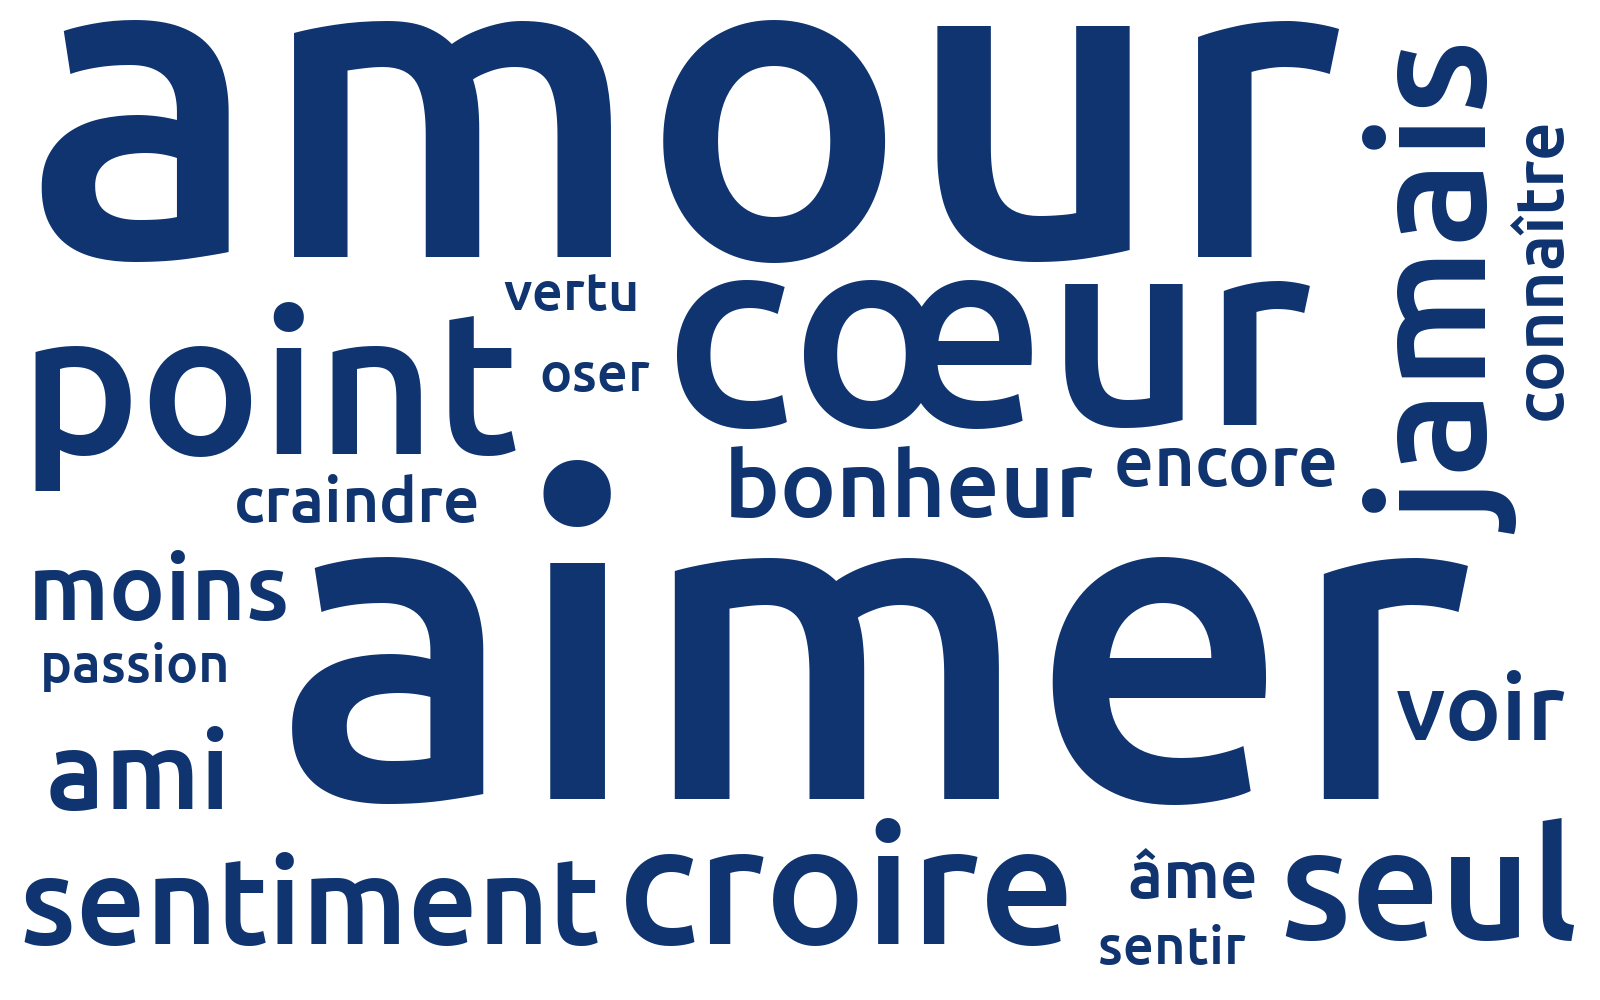 amour
jamais
connaître
vertu
cœur
point
oser
bonheur
encore
craindre
aimer
moins
passion
voir
ami
sentiment
croire
âme
seul
sentir